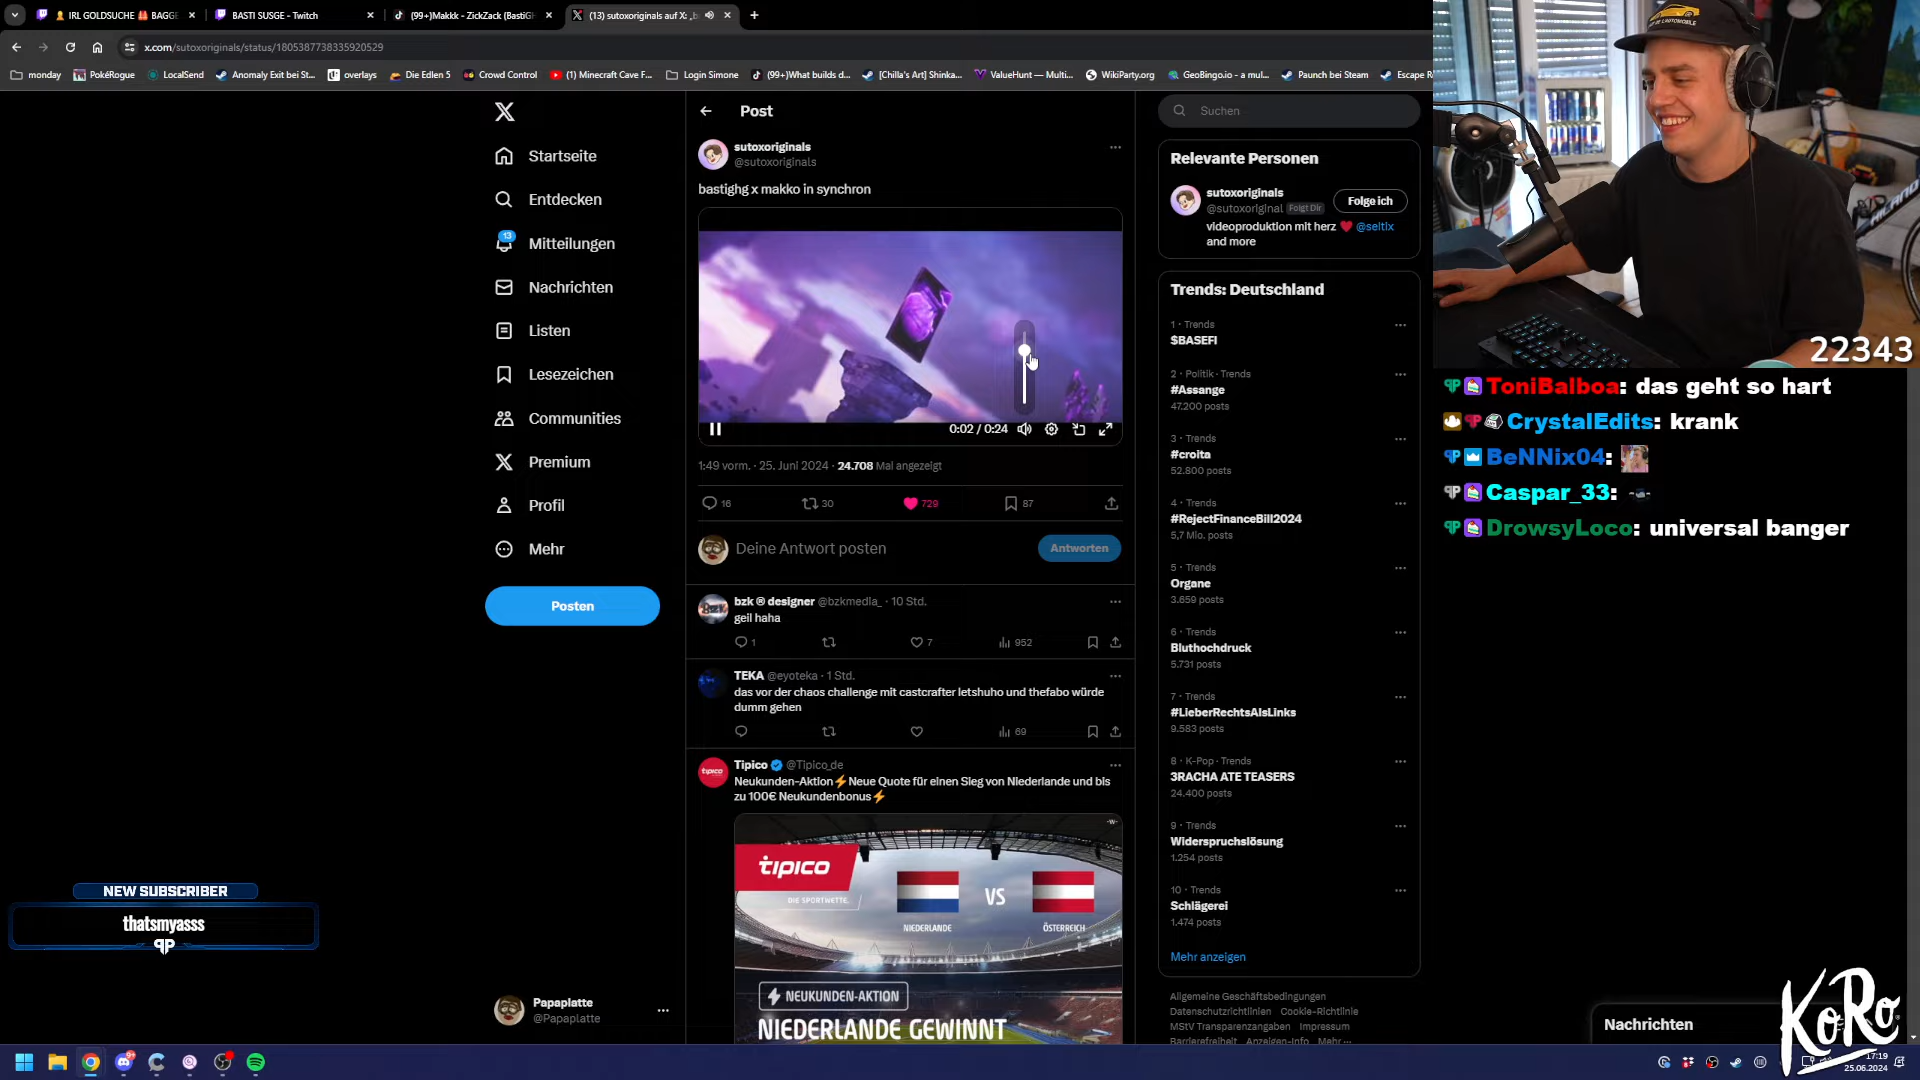 IRL GOLDSUCHE BAGGE
BASTI SUSGE - Twitch
(99+)Makkk - ZickZack (BastiGH
(13) sutoxoriginals auf X: „b
x.com/sutoxoriginals/status/1805387738335920529
monday
PokéRogue
LocalSend
Anomaly Exit bei St...
overlays
Die Edlen 5
Crowd Control
(1) Minecraft Cave F...
Login Simone
(99+)What builds d...
[Chilla's Art] Shinka...
ValueHunt — Multi...
WikiParty.org
GeoBingo.io - a mul...
Paunch bei Steam
Escape R
Startseite
Entdecken
13
Mitteilungen
Nachrichten
Listen
Lesezeichen
Communities
Premium
Profil
Mehr
Posten
Papaplatte
@Papaplatte
Post
sutoxoriginals
@sutoxoriginals
bastighg x makko in synchron
0:02 / 0:24
1:49 vorm. · 25. Juni 2024 · 24.708 Mal angezeigt
16
30
729
87
Deine Antwort posten
Antworten
bzk ® designer @bzkmedia_ · 10 Std.
geil haha
1
7
952
TEKA @eyoteka · 1 Std.
das vor der chaos challenge mit castcrafter letshuho und thefabo würde
dumm gehen
69
Tipico @Tipico_de
Neukunden-Aktion⚡Neue Quote für einen Sieg von Niederlande und bis
zu 100€ Neukundenbonus⚡
tipico
DIE SPORTWETTE.
VS
NIEDERLANDE
ÖSTERREICH
NEUKUNDEN-AKTION
NIEDERLANDE GEWINNT
Suchen
Relevante Personen
sutoxoriginals
@sutoxoriginal Folgt Dir
Folge ich
videoproduktion mit herz ❤️ @seltix
and more
Trends: Deutschland
1 · Trends
$BASEFI
2 · Politik · Trends
#Assange
47.200 posts
3 · Trends
#croita
52.800 posts
4 · Trends
#RejectFinanceBill2024
5,7 Mio. posts
5 · Trends
Organe
3.659 posts
6 · Trends
Bluthochdruck
5.731 posts
7 · Trends
#LieberRechtsAlsLinks
9.583 posts
8 · K-Pop · Trends
3RACHA ATE TEASERS
24.400 posts
9 · Trends
Widerspruchslösung
1.254 posts
10 · Trends
Schlägerei
1.474 posts
Mehr anzeigen
Allgemeine Geschäftsbedingungen
Datenschutzrichtlinien Cookie-Richtlinie
MStV Transparenzangaben Impressum
Barrierefreiheit Anzeigen-Info Mehr ...
Nachrichten
22343
ToniBalboa: das geht so hart
CrystalEdits: krank
BeNNix04:
Caspar_33:
DrowsyLoco: universal banger
NEW SUBSCRIBER
thatsmyasss
KoRo
17:19
25.06.2024